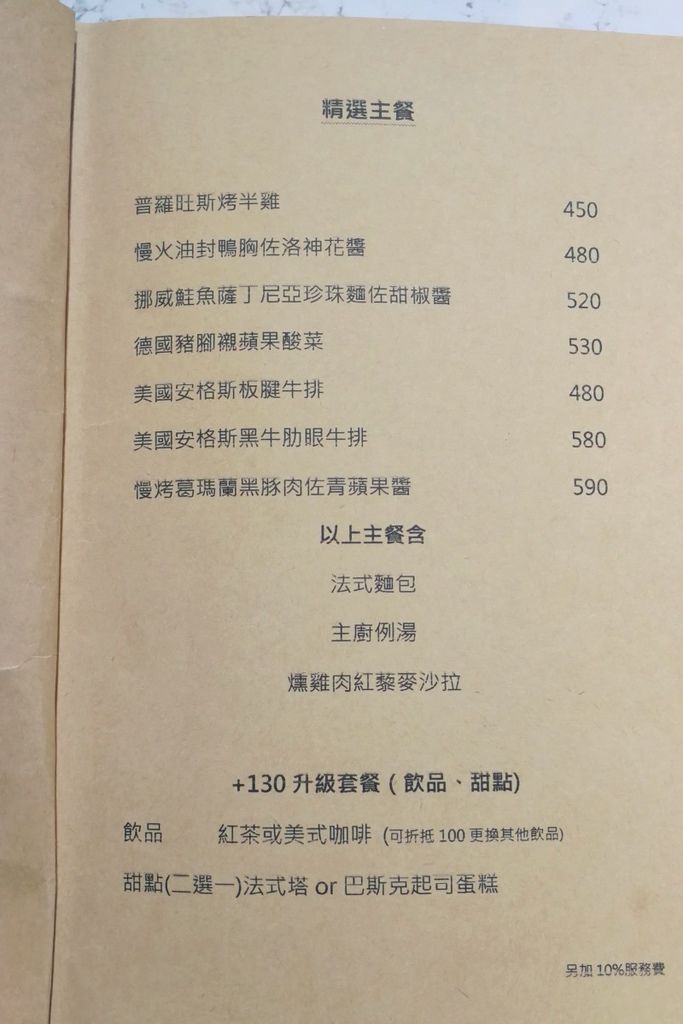 精選主餐
普羅旺斯烤半雞 450
慢火油封鴨胸佐洛神花醬 480
挪威鮭魚薩丁尼亞珍珠麵佐甜椒醬 520
德國豬腳襯蘋果酸菜 530
美國安格斯板腱牛排 480
美國安格斯黑牛肋眼牛排 580
慢烤葛瑪蘭黑豚肉佐青蘋果醬 590
以上主餐含
法式麵包
主廚例湯
燻雞肉紅藜麥沙拉
+130 升級套餐 ( 飲品、甜點)
飲品 紅茶或美式咖啡 (可折抵 100 更換其他飲品)
甜點(二選一)法式塔 or 巴斯克起司蛋糕
另加 10%服務費